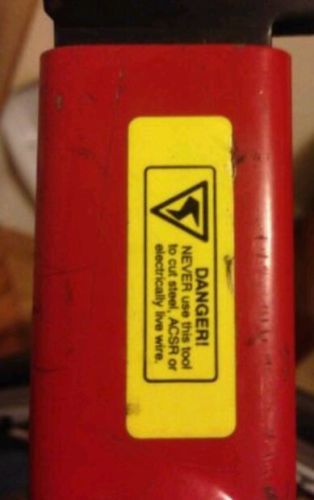 DANGER!
NEVER use this tool
to cut steel, ACSR or
electrically live wire.